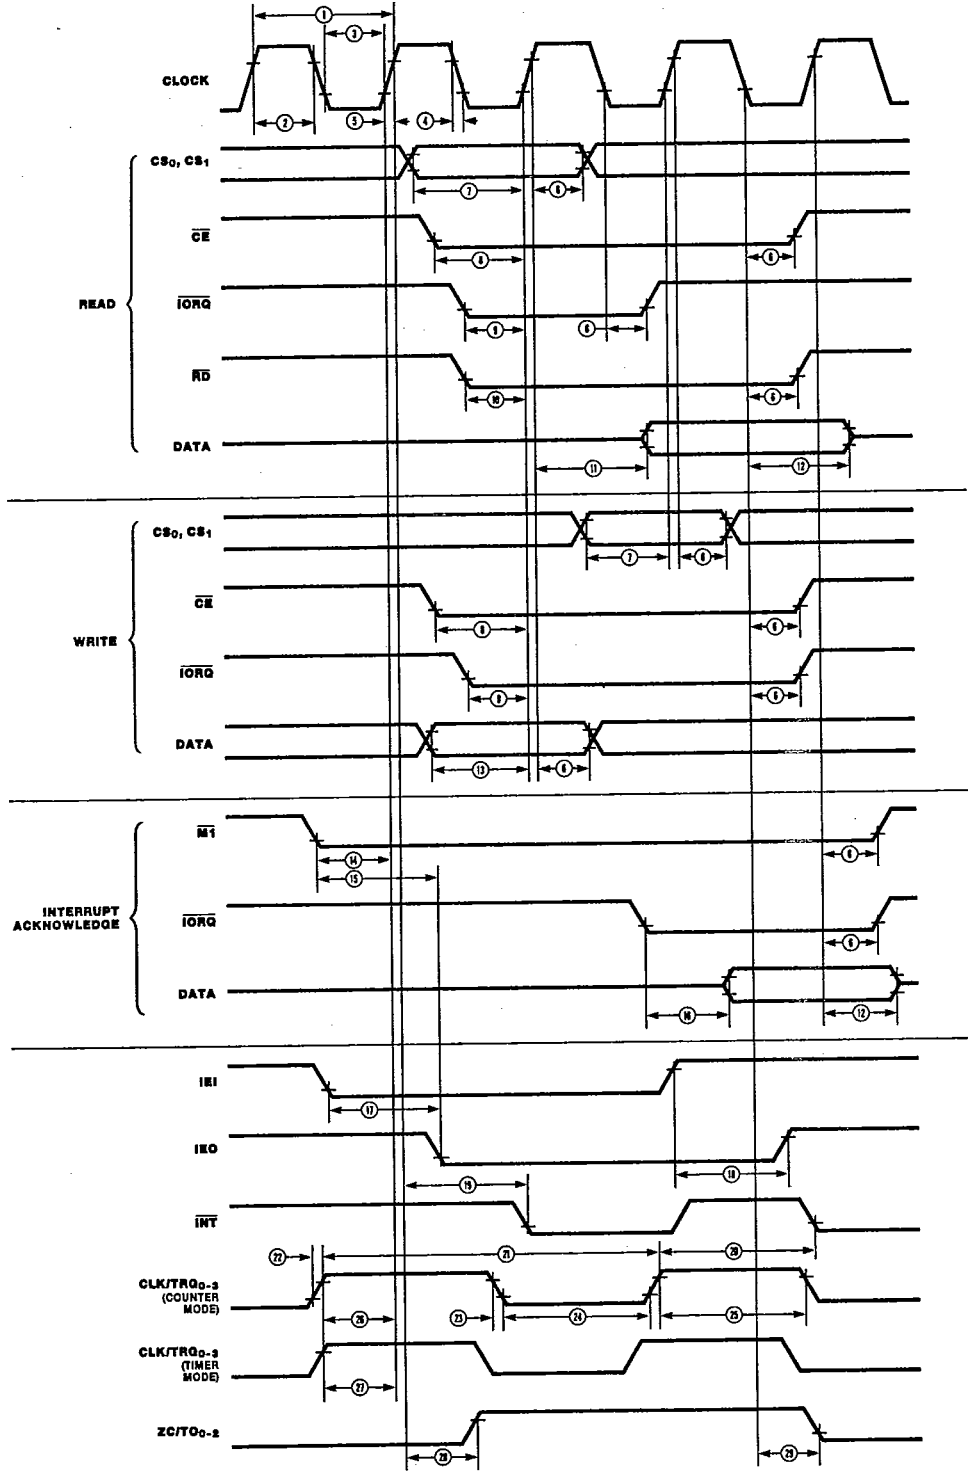 1
3
CLOCK
2
5
4
CS0, CS1
7
6
CE
8
6
READ
IORQ
9
6
RD
10
6
DATA
11
12
CS0, CS1
7
6
CE
8
6
WRITE
IORQ
9
6
DATA
13
6
M1
14
6
15
INTERRUPT
ACKNOWLEDGE
IORQ
6
DATA
16
12
IEI
17
IEO
18
19
INT
22
21
20
CLK/TRG0-3
(COUNTER
MODE)
26
23
24
25
CLK/TRG0-3
(TIMER
MODE)
27
ZC/TO0-2
28
29